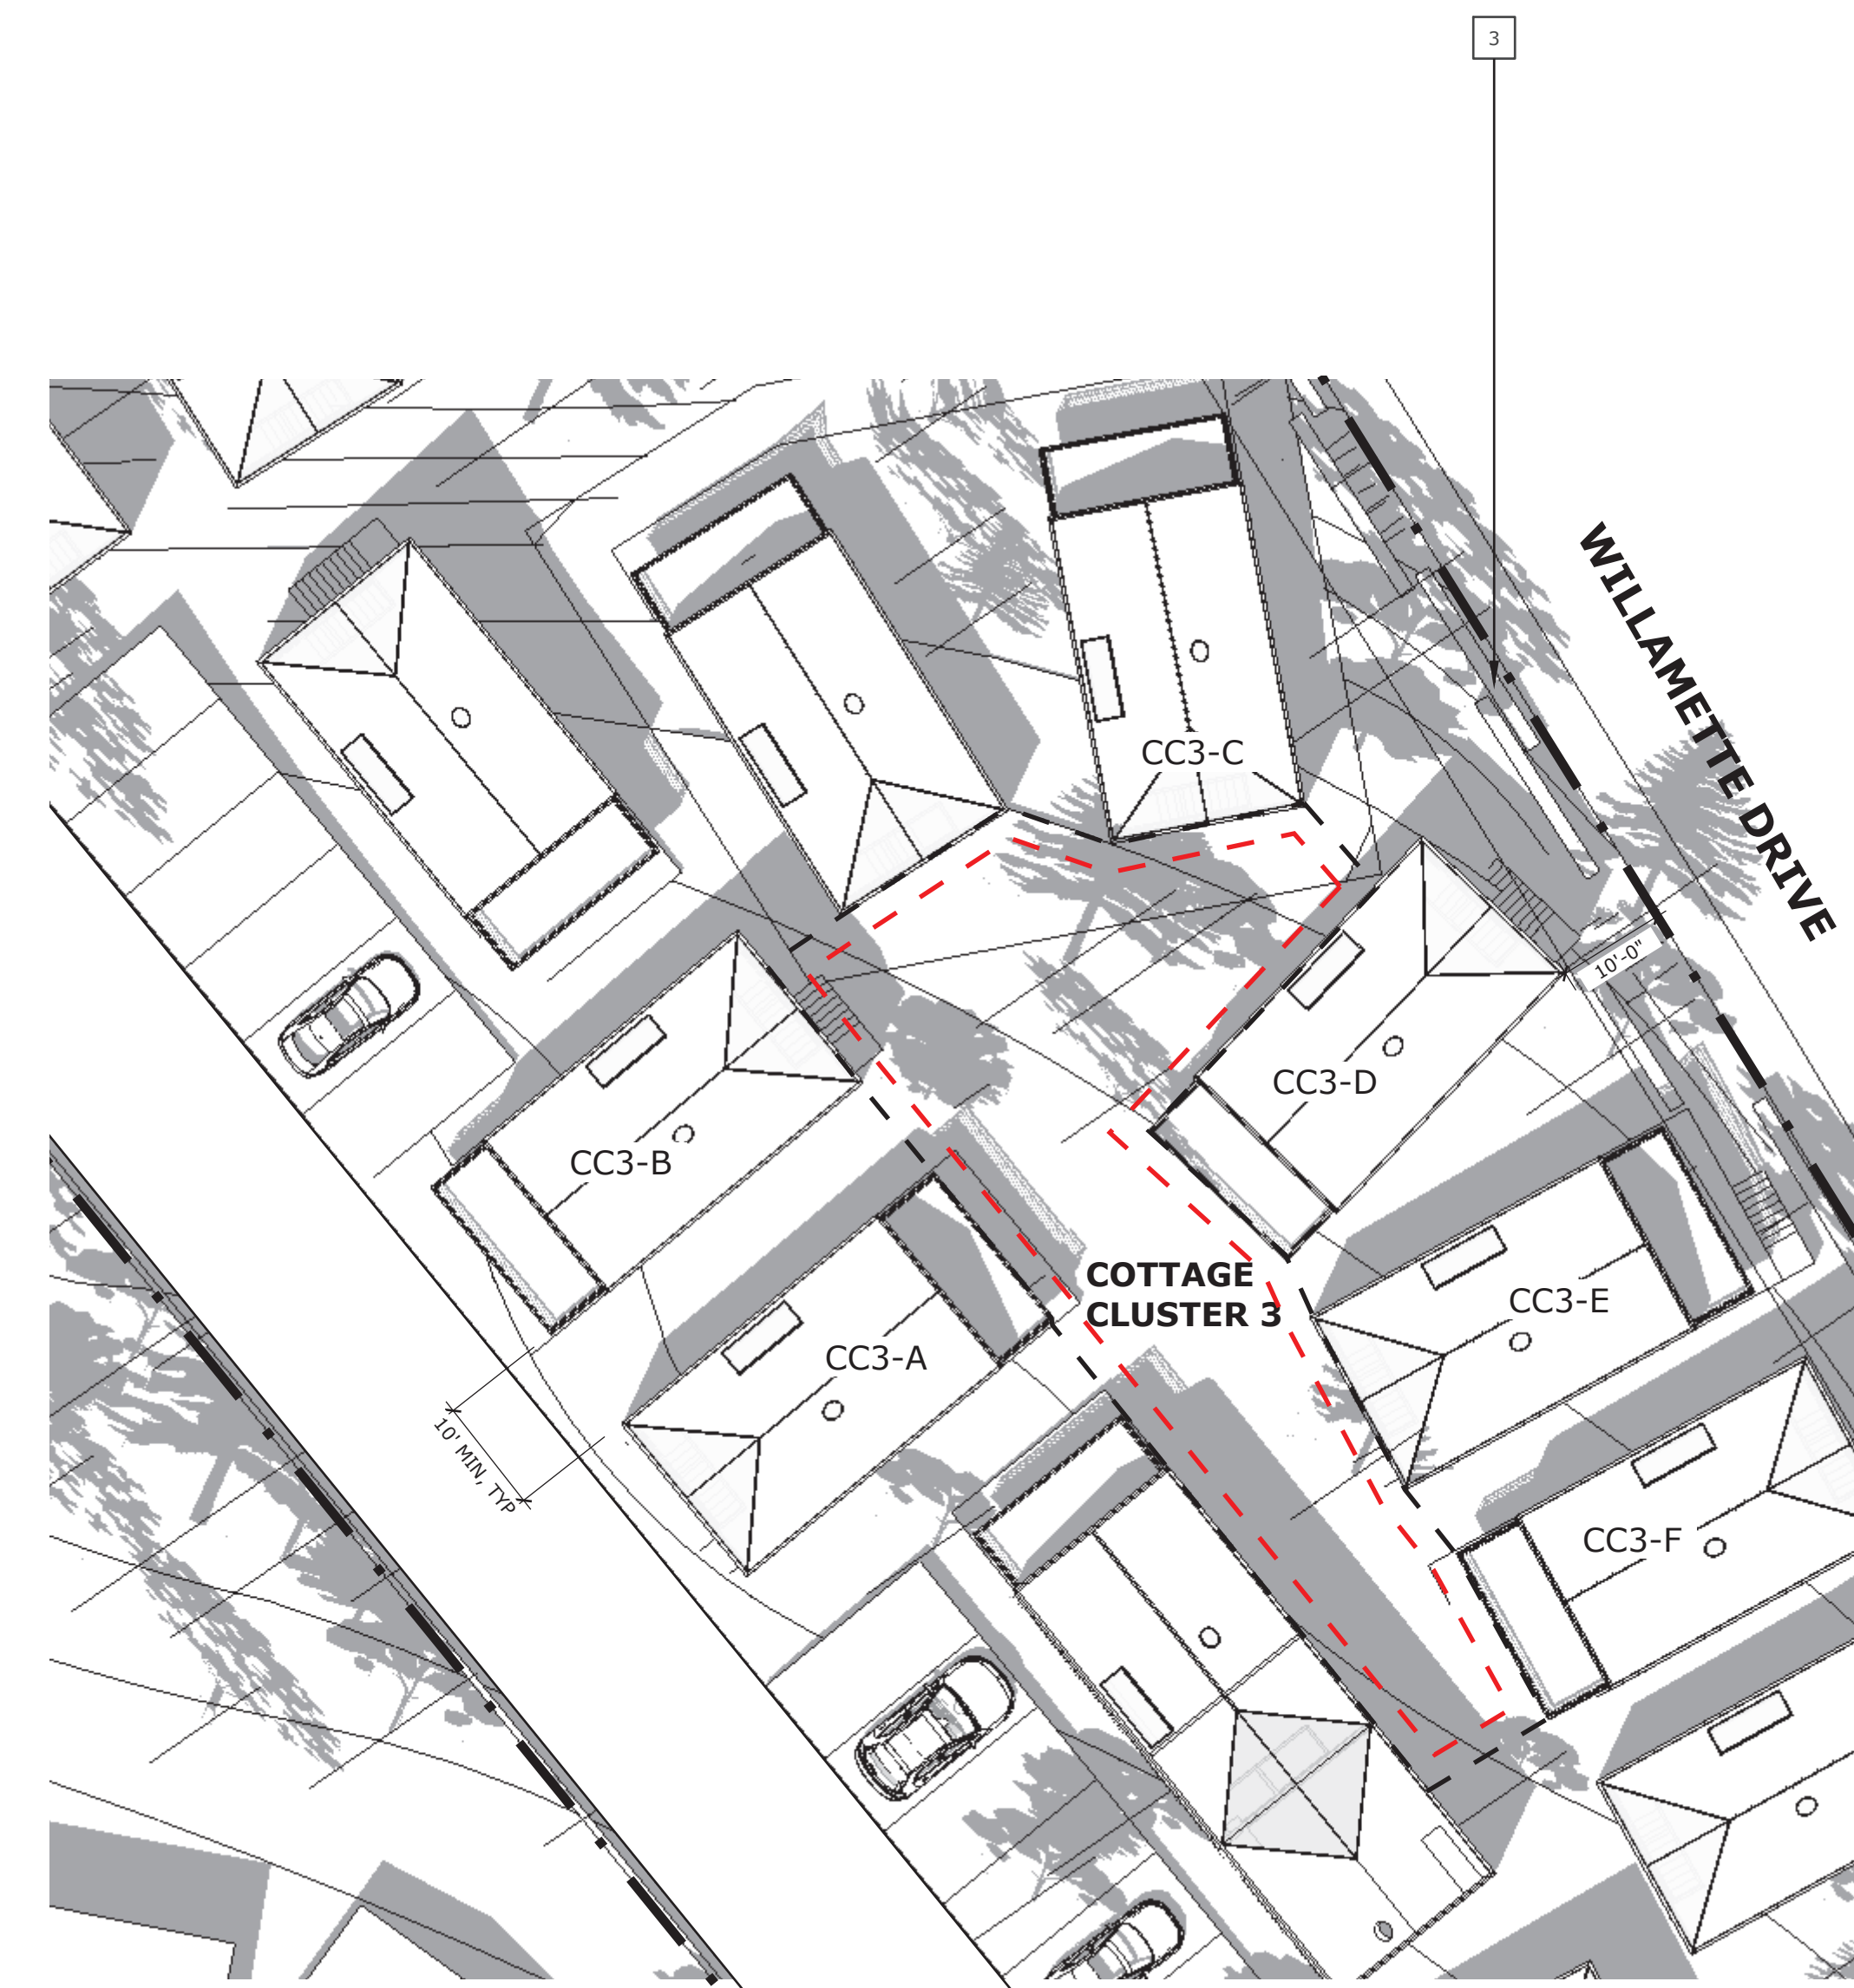 3
WILLAMETTE DRIVE
CC3-C
10'-0"
CC3-D
CC3-B
COTTAGE
CLUSTER 3
CC3-E
CC3-A
10' MIN, TYP
CC3-F